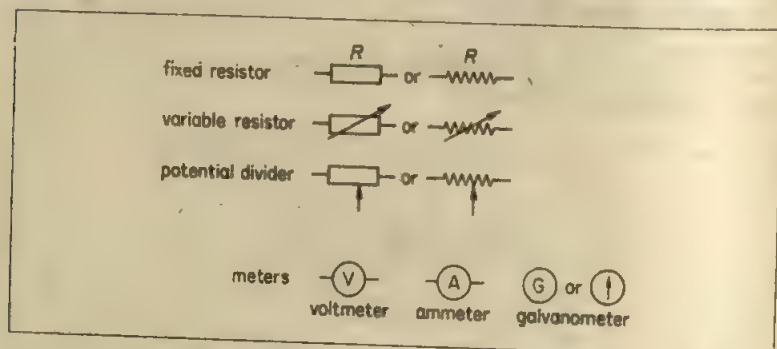 R R
fixed resistor or
variable resistor or
potential divider or
meters V A G or
voltmeter ammeter galvanometer